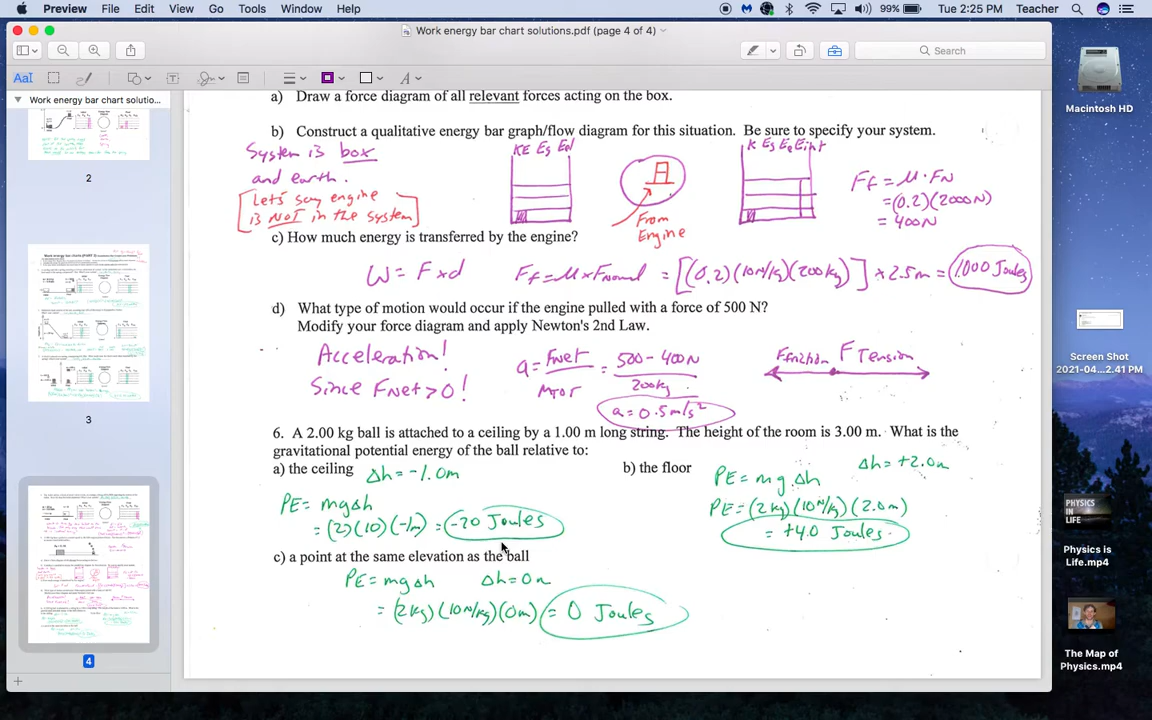 Preview File Edit View Go Tools Window Help 99% Tue 2:25 PM Teacher
Work energy bar chart solutions.pdf (page 4 of 4)
Search
AaI
Work energy bar chart solutio...
2
3
4
a) Draw a force diagram of all relevant forces acting on the box.
b) Construct a qualitative energy bar graph/flow diagram for this situation. Be sure to specify your system.
System is box
and earth.
[Let's say engine
is NOT in the system]
KE Es
From
Engine
K Es Eg Eint
Ff = μ·FN
=(0.2)(2000N)
= 400N
c) How much energy is transferred by the engine?
W = F x d Ff = μ x Fnormal = [(0.2)(10N/kg)(200kg)] x 2.5m = 1000 Joules
d) What type of motion would occur if the engine pulled with a force of 500 N?
Modify your force diagram and apply Newton's 2nd Law.
Acceleration!
Since FNet > 0!
a = Fnet = 500 - 400N
MTOT 200kg
a = 0.5m/s²
Ffriction F Tension
6. A 2.00 kg ball is attached to a ceiling by a 1.00 m long string. The height of the room is 3.00 m. What is the
gravitational potential energy of the ball relative to:
a) the ceiling Δh = -1.0m
PE = mgΔh
= (2)(10)(-1m) = -20 Joules
b) the floor
Δh = +2.0m
PE = mg Δh
PE = (2kg)(10N/kg)(2.0m)
= +40 Joules
c) a point at the same elevation as the ball
PE = mgΔh Δh = 0m
= (2kg)(10N/kg)(0m) = 0 Joules
Macintosh HD
Screen Shot
2021-04...2.41 PM
PHYSICS
IN
LIFE
Physics is
Life.mp4
The Map of
Physics.mp4